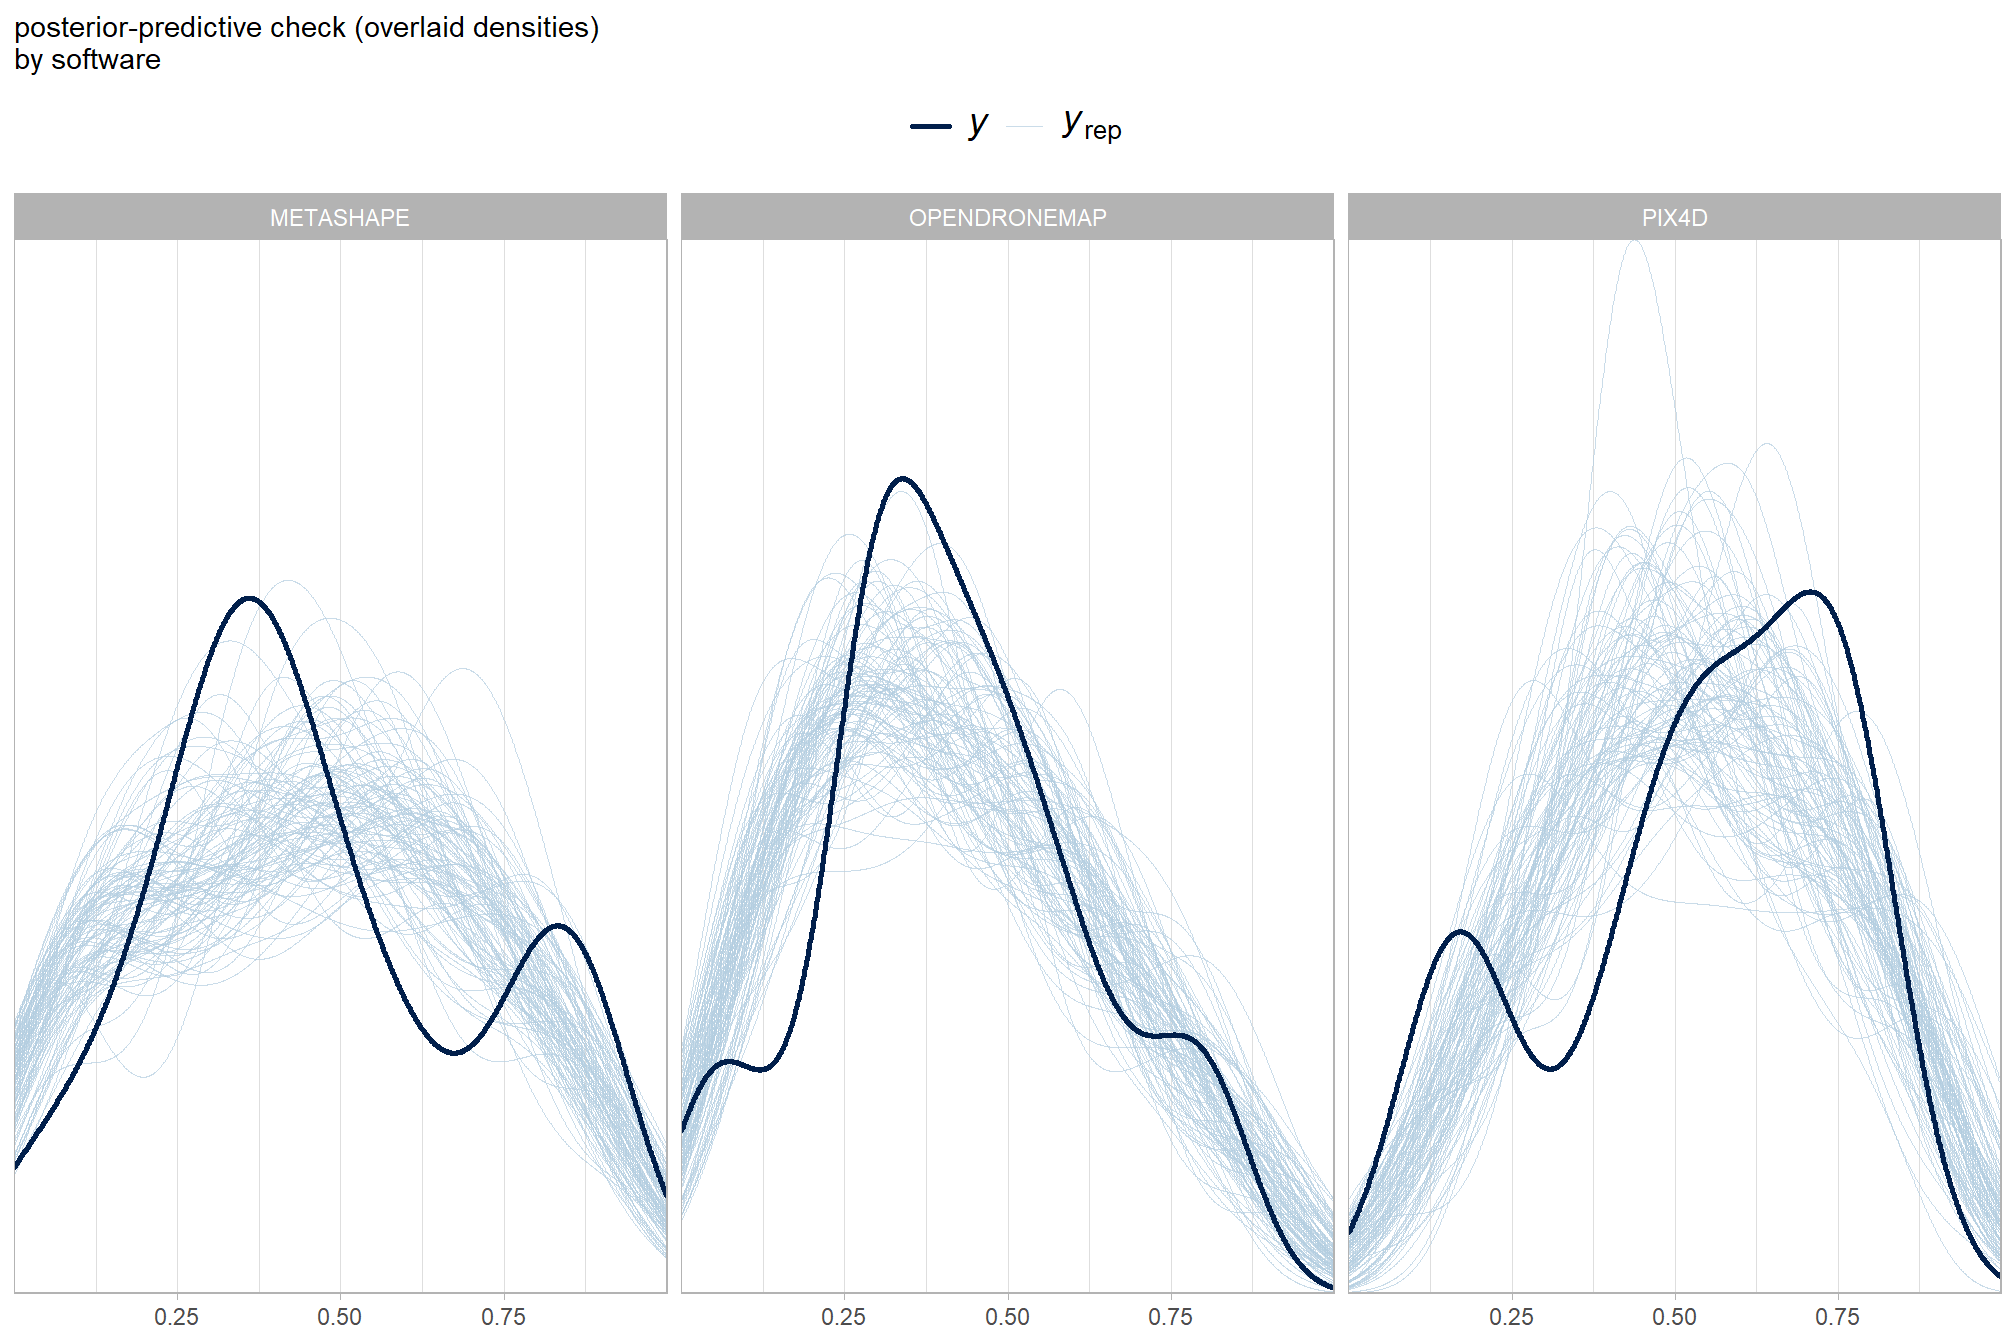 posterior-predictive check (overlaid densities)
by software
y y rep
METASHAPE OPENDRONEMAP PIX4D
0.25 0.50 0.75 0.25 0.50 0.75 0.25 0.50 0.75